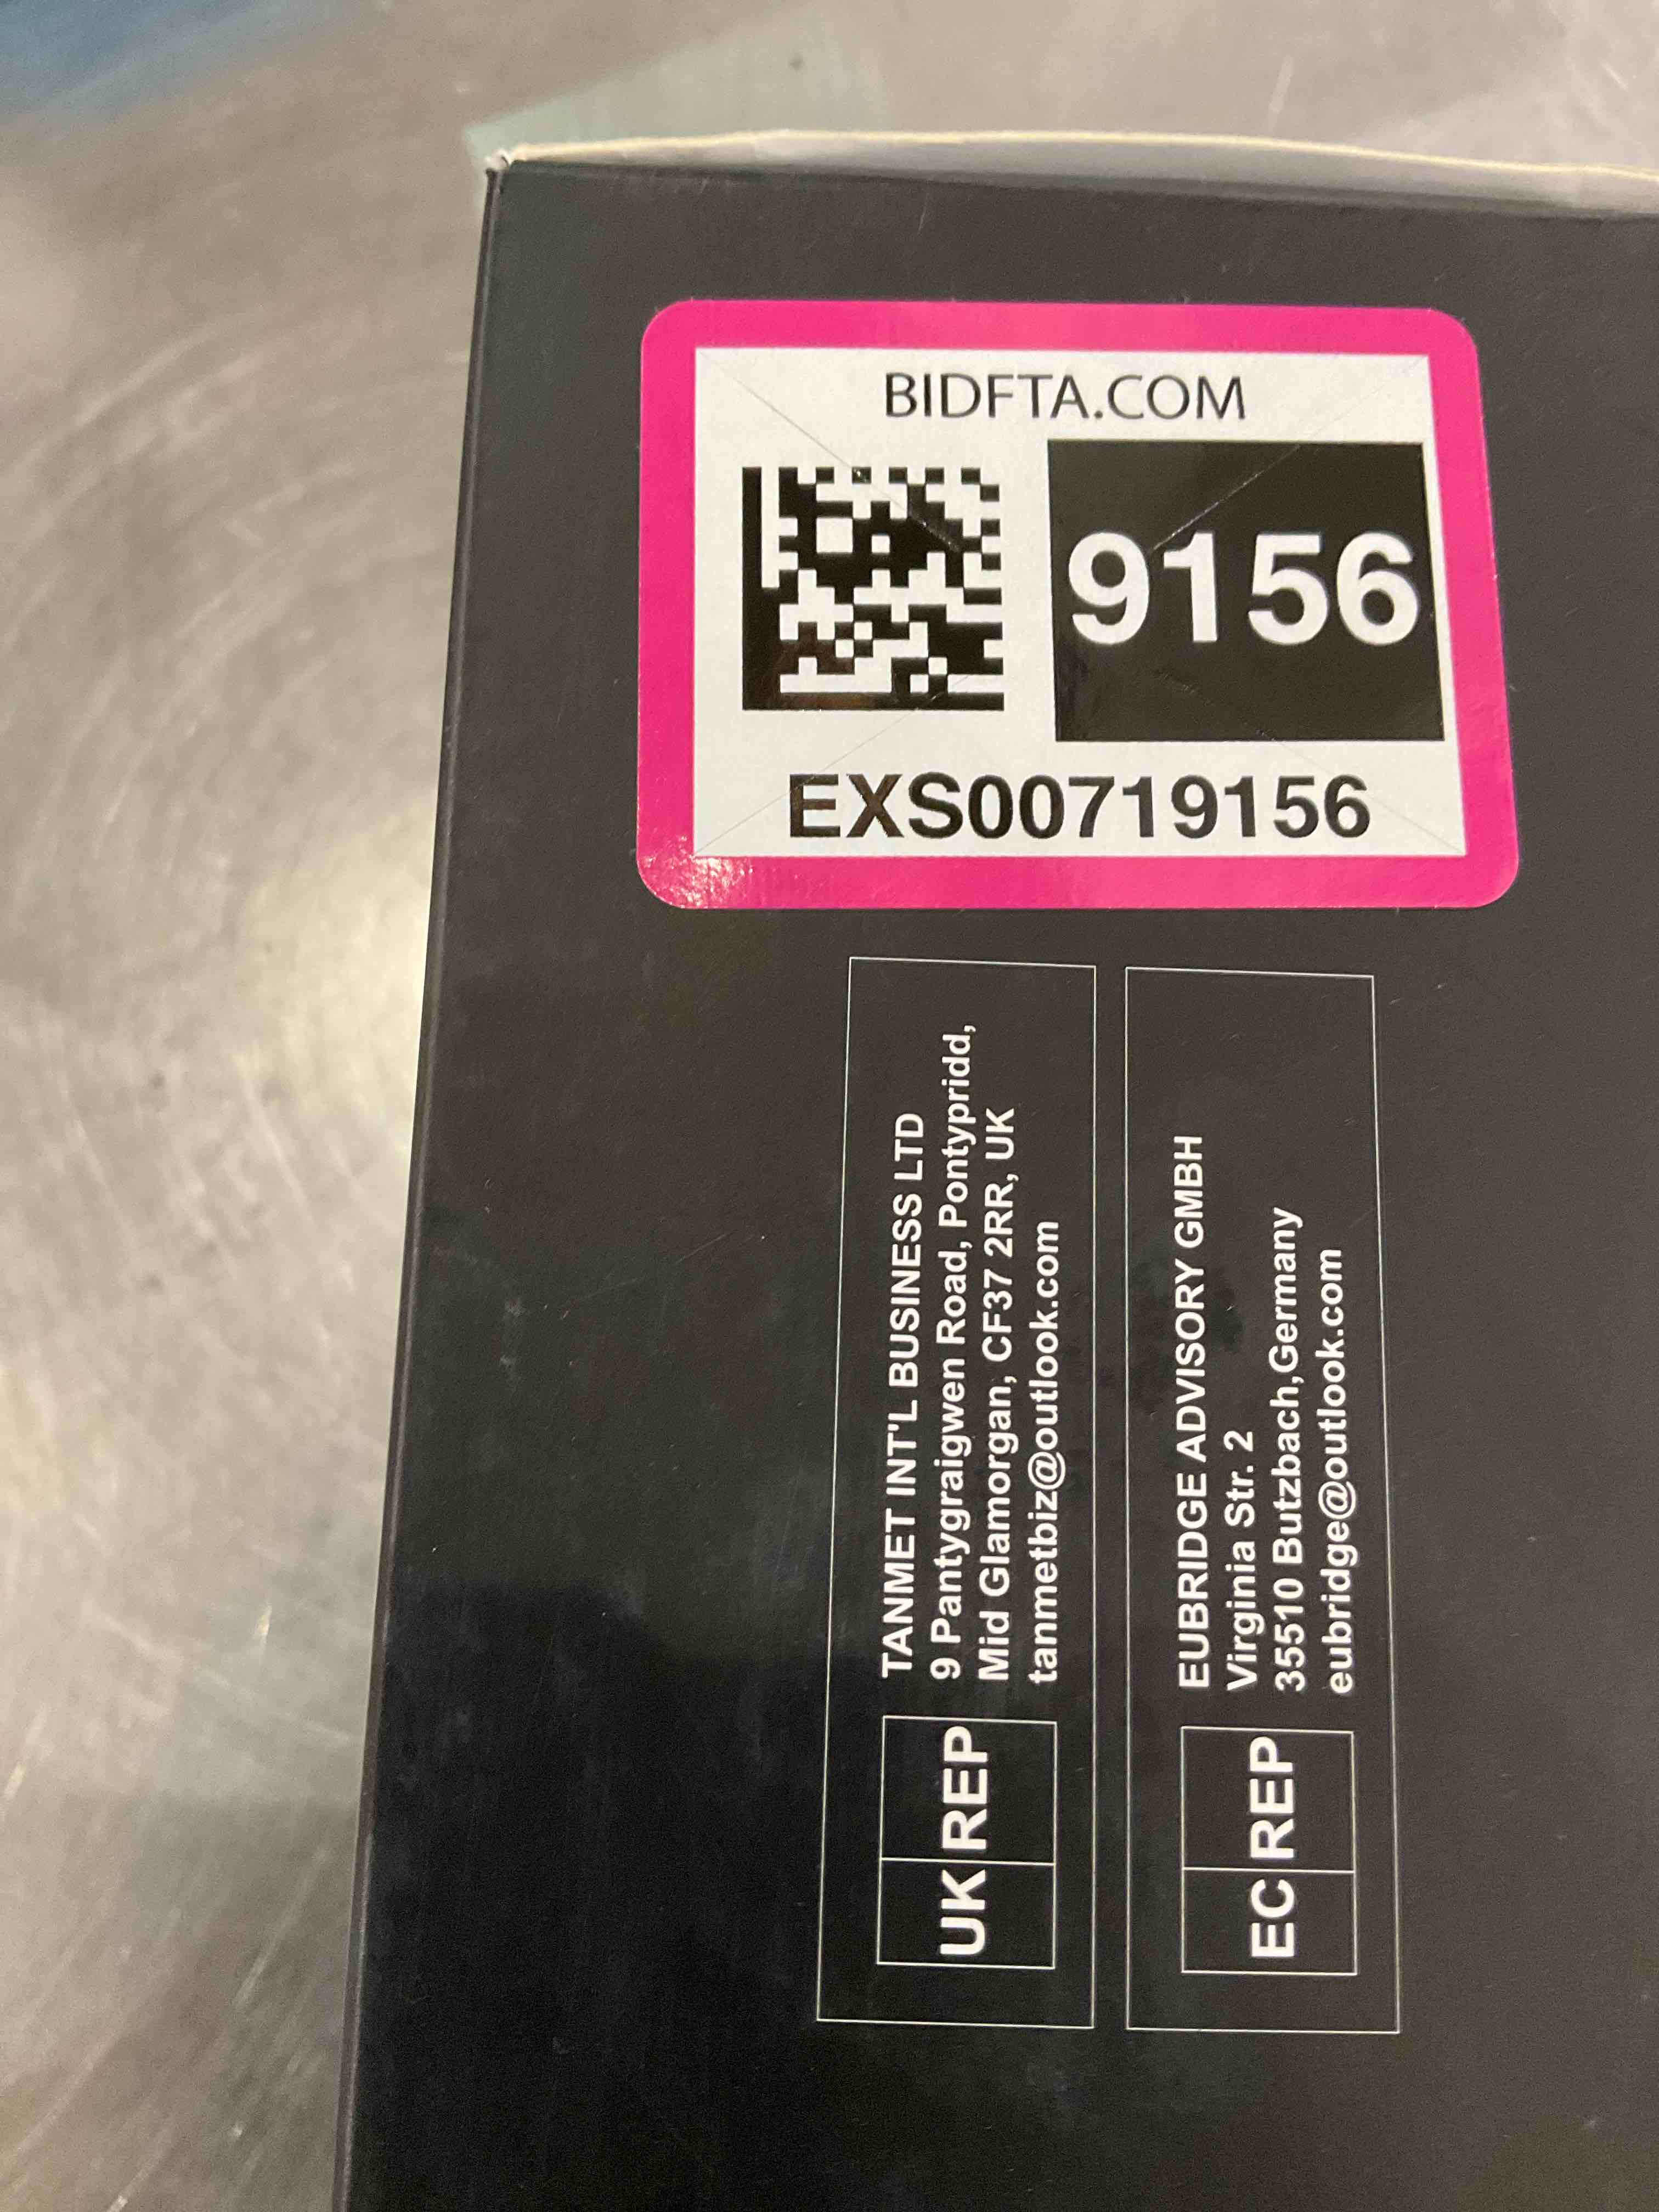 BIDFTA.COM
9156
EXS00719156
UK REP
TANMET INT'L BUSINESS LTD
9 Pantygraigwen Road, Pontypridd,
Mid Glamorgan, CF37 2RR, UK
tanmetbiz@outlook.com
EC REP
EUBRIDGE ADVISORY GMBH
Virginia Str. 2
35510 Butzbach,Germany
eubridge@outlook.com